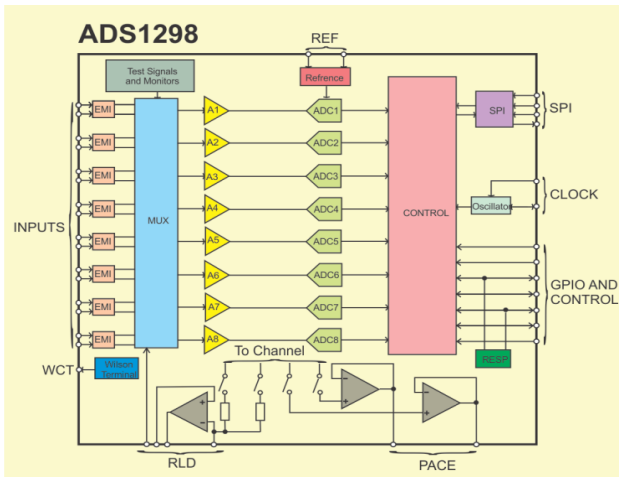 ADS1298
REF
Test Signals
and Monitors
Refrence
EMI
A1
ADC1
SPI
SPI
EMI
A2
ADC2
EMI
A3
ADC3
CLOCK
Oscillator
EMI
A4
ADC4
MUX
CONTROL
INPUTS
EMI
A5
ADC5
EMI
A6
ADC6
GPIO AND
CONTROL
EMI
A7
ADC7
EMI
A8
ADC8
To Channel
RESP
WCT
Wilson
Terminal
-
+
-
+
-
+
RLD
PACE